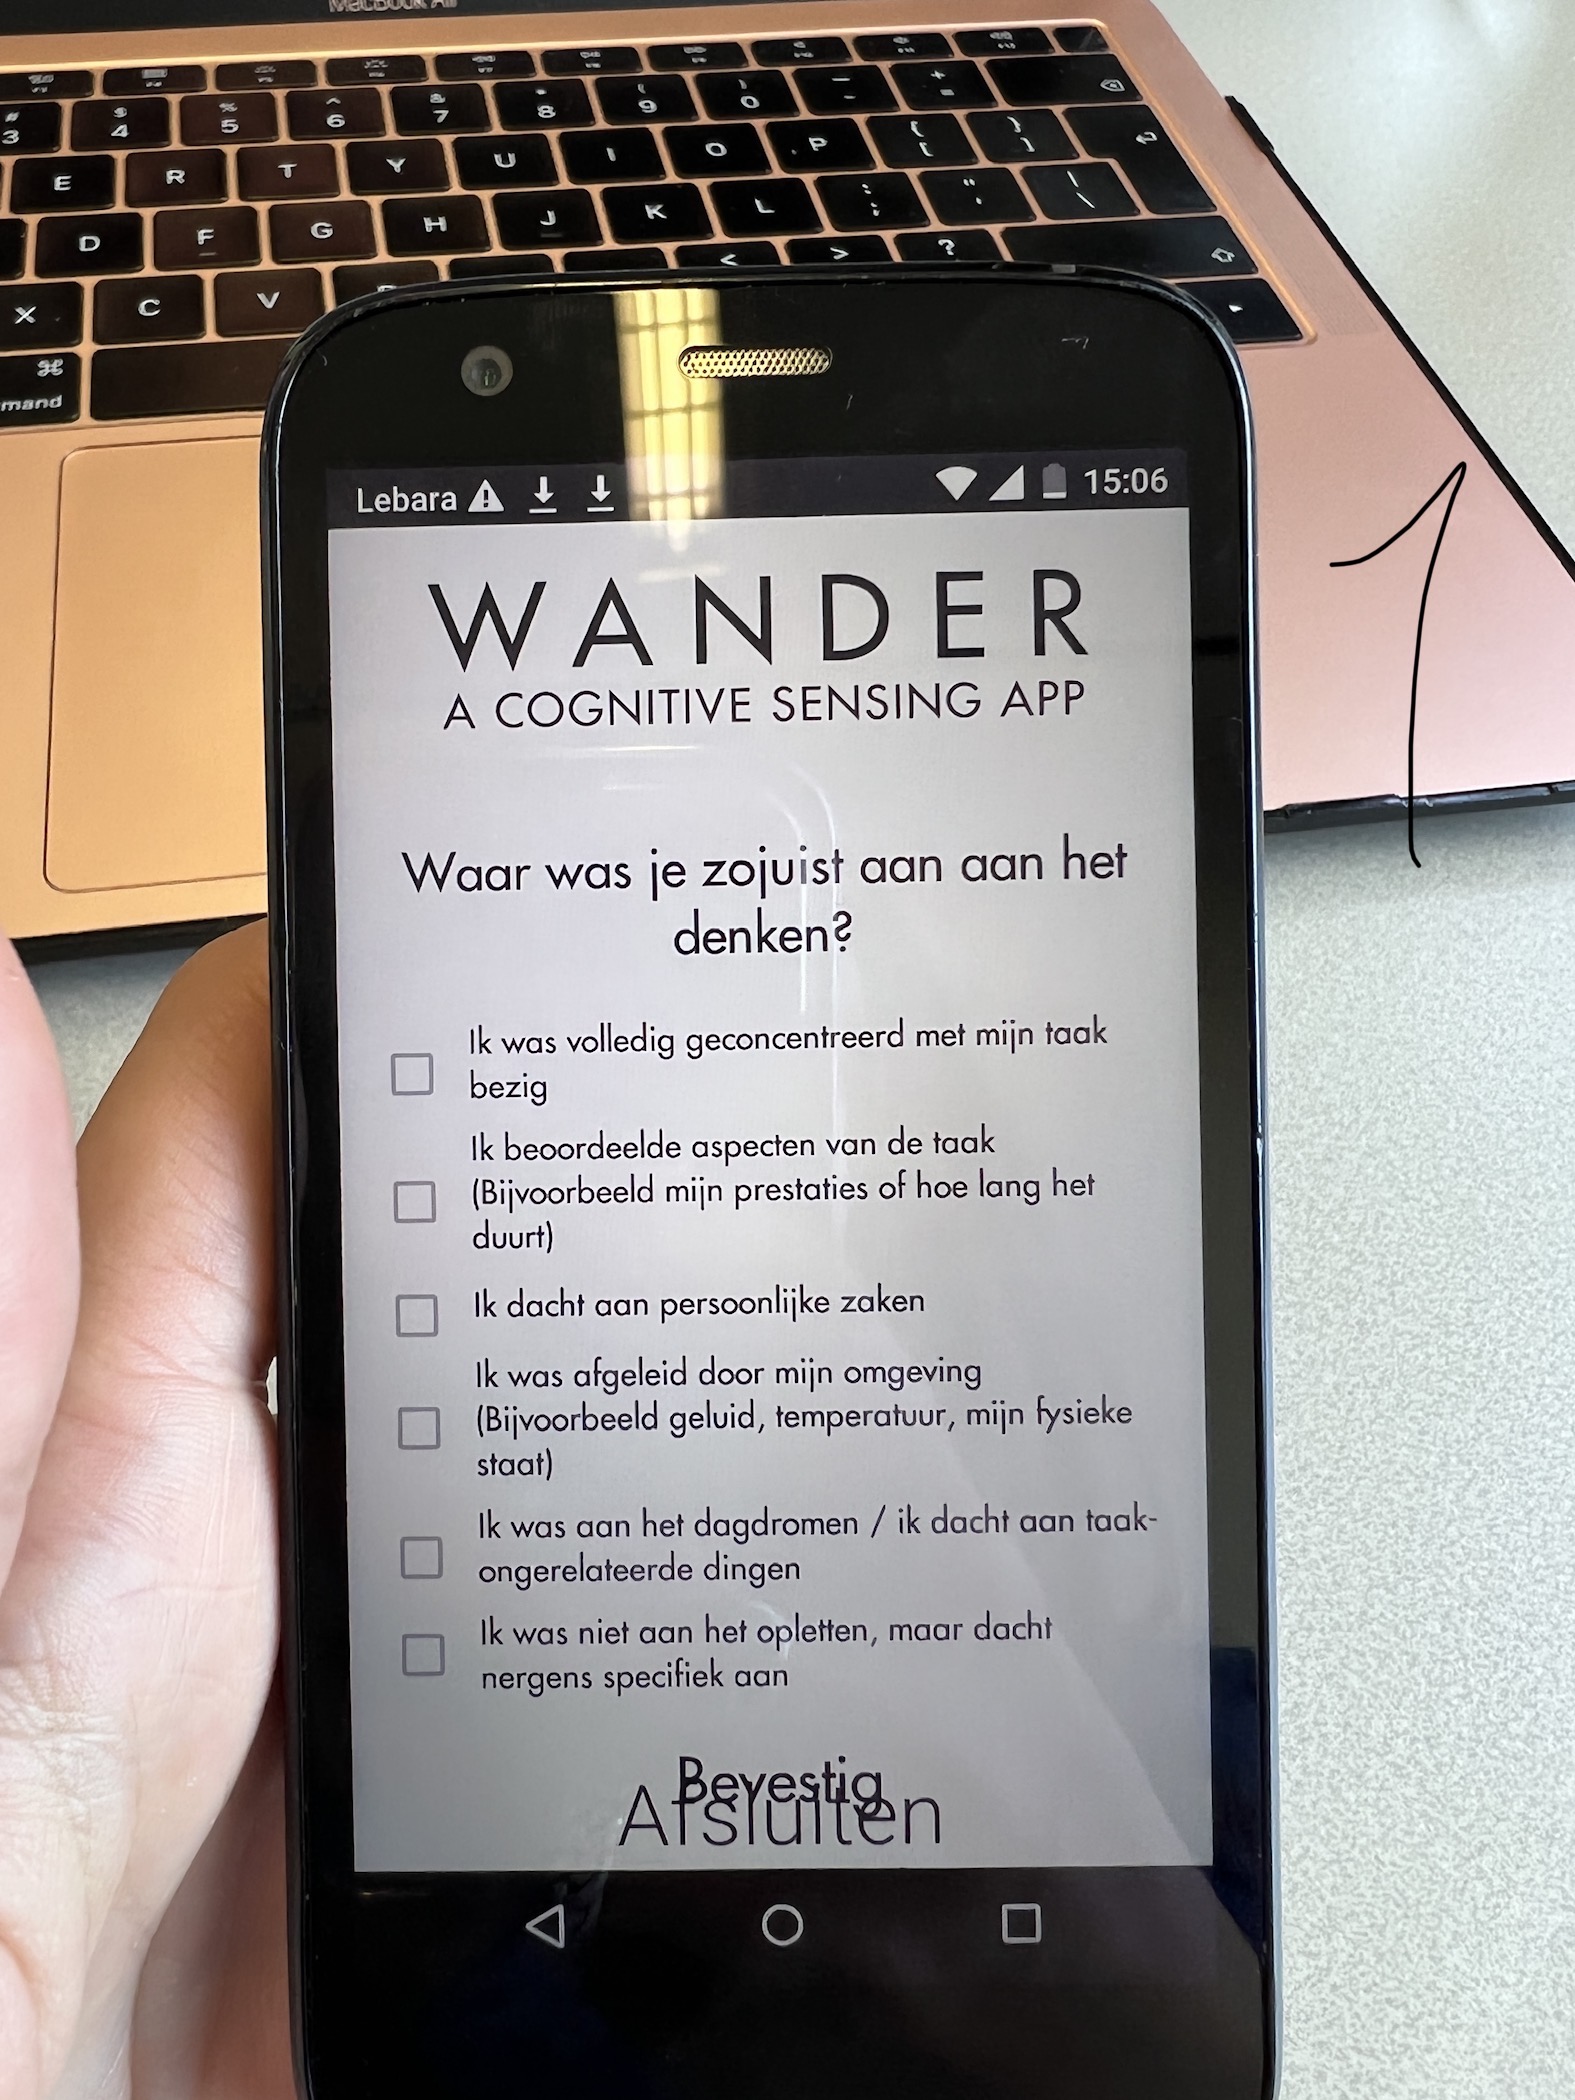 MacBook Air
# 3 $ 4 % 5 ^ 6 & 7 * 8 ( 9 ) 0 _ - + =
E R T Y U I O P { [ } ]
D F G H J K L : ; " ' | \
X C V < > ?
⌘
mand
Lebara 15:06
1
WANDER
A COGNITIVE SENSING APP
Waar was je zojuist aan aan het
denken?
Ik was volledig geconcentreerd met mijn taak
bezig
Ik beoordeelde aspecten van de taak
(Bijvoorbeeld mijn prestaties of hoe lang het
duurt)
Ik dacht aan persoonlijke zaken
Ik was afgeleid door mijn omgeving
(Bijvoorbeeld geluid, temperatuur, mijn fysieke
staat)
Ik was aan het dagdromen / ik dacht aan taak-
ongerelateerde dingen
Ik was niet aan het opletten, maar dacht
nergens specifiek aan
Bevestig
Afsluiten